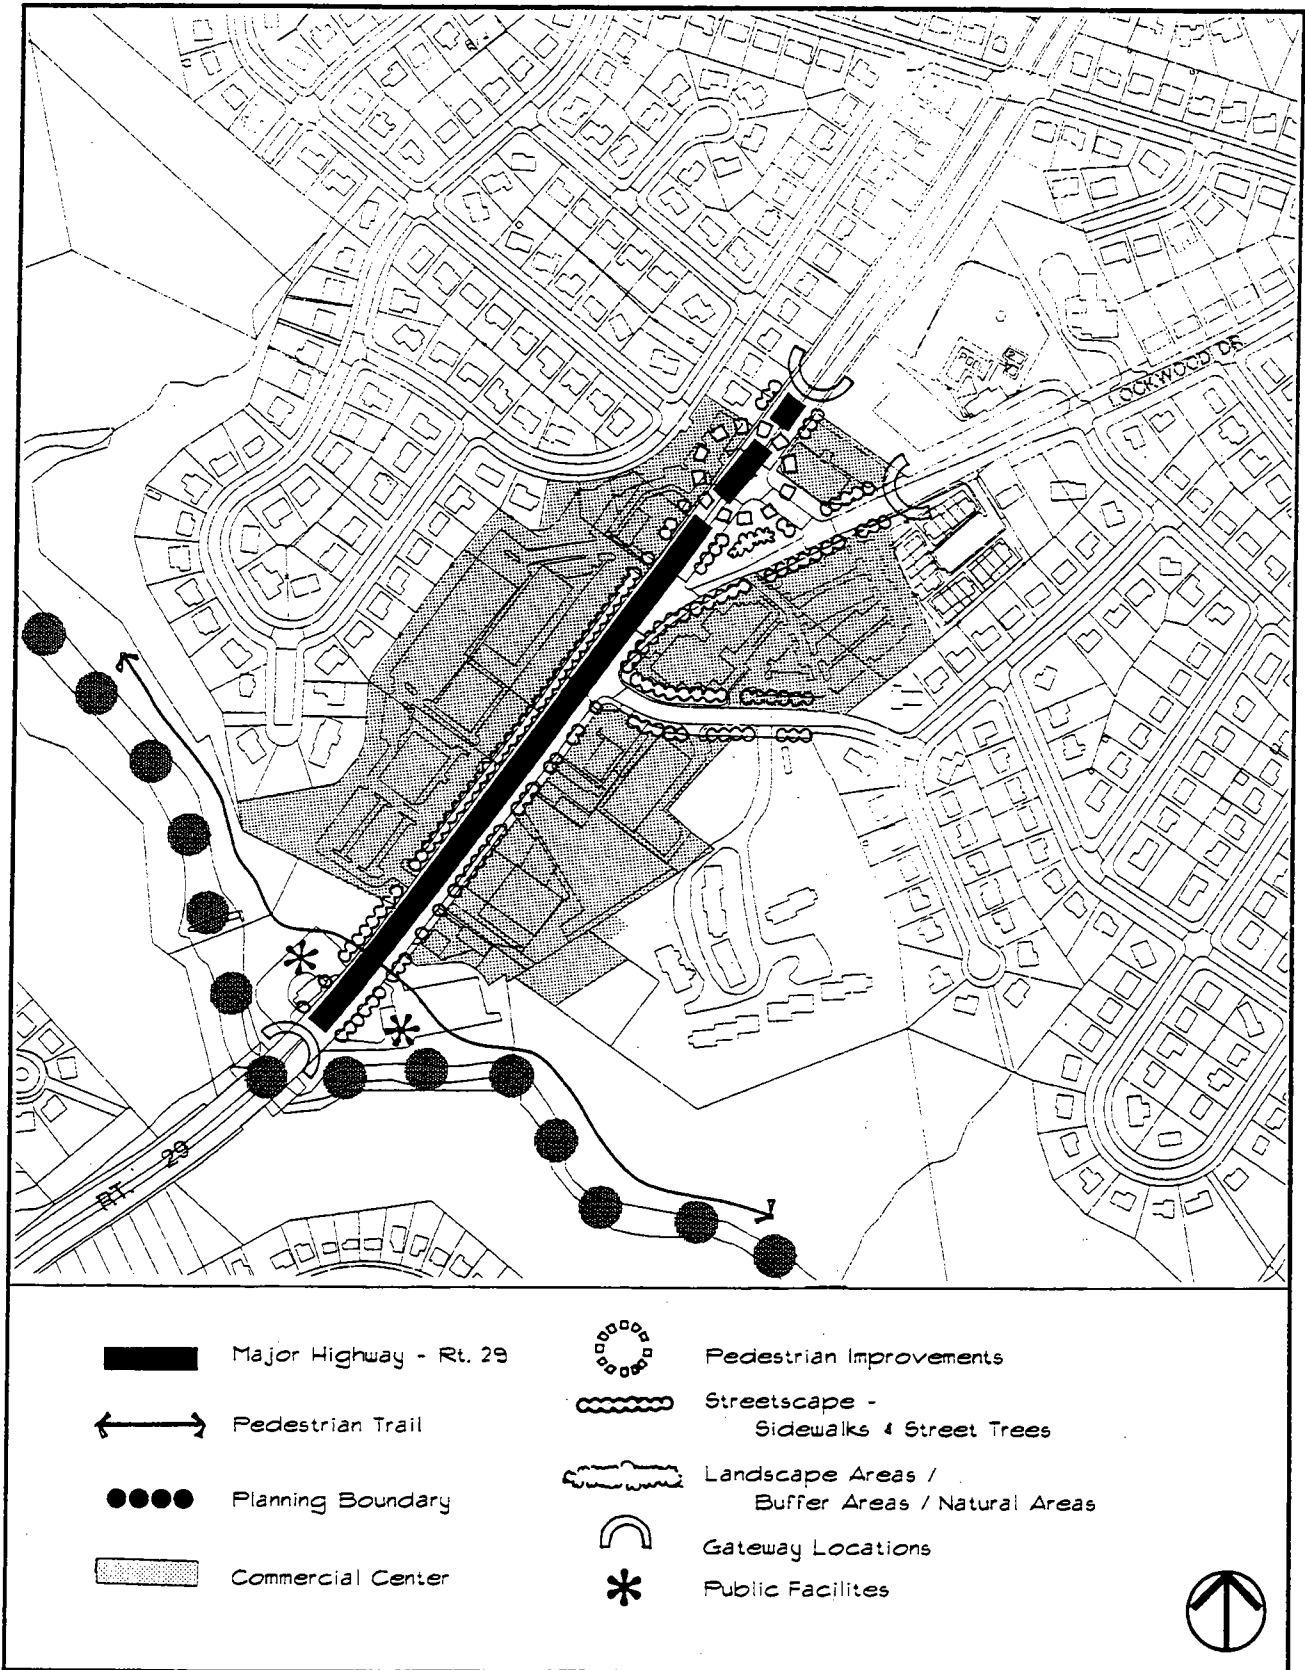 POOL
OCKWOOD DR
RT. 29
Major Highway - Rt. 29
Pedestrian Trail
Planning Boundary
Commercial Center
Pedestrian Improvements
Streetscape -
Sidewalks & Street Trees
Landscape Areas /
Buffer Areas / Natural Areas
Gateway Locations
Public Facilites